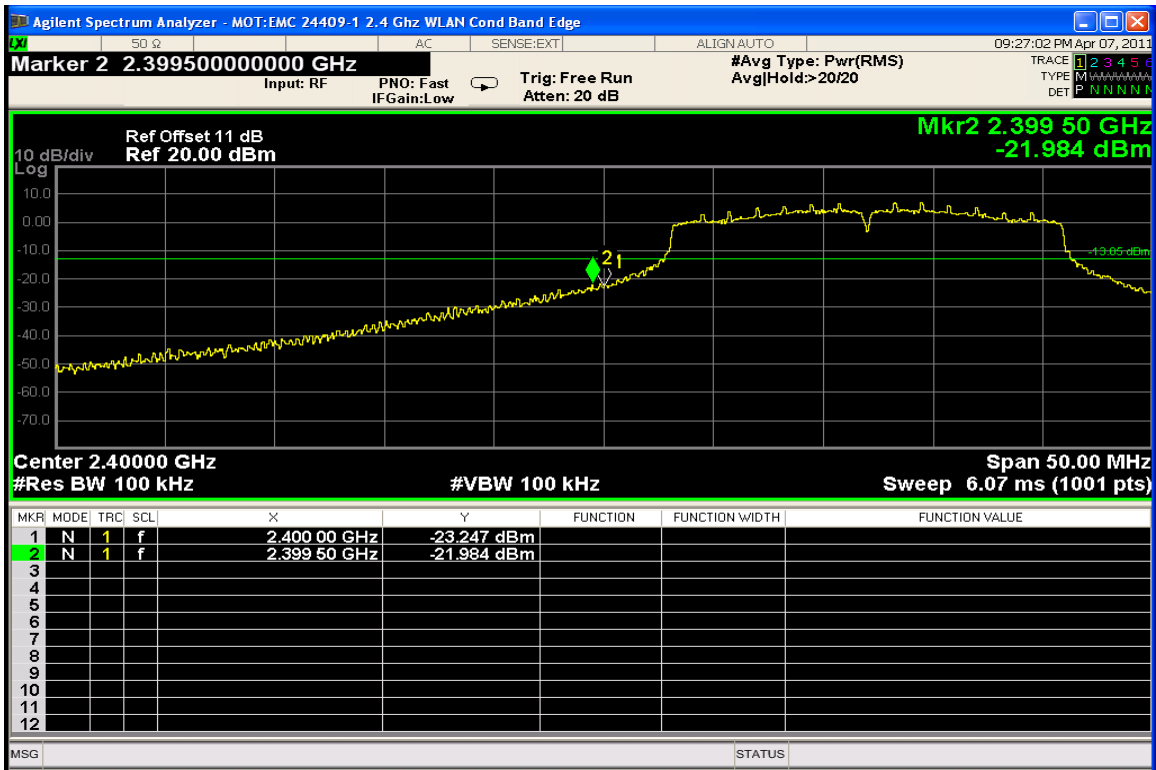 Agilent Spectrum Analyzer - MOT:EMC 24409-1 2.4 Ghz WLAN Cond Band Edge
LXI 50 Ω AC SENSE:EXT ALIGN AUTO 09:27:02 PM Apr 07, 2011
Marker 2 2.399500000000 GHz
Input: RF
PNO: Fast
IFGain:Low
Trig: Free Run
Atten: 20 dB
#Avg Type: Pwr(RMS)
Avg|Hold:>20/20
TRACE 1 2 3 4 5 6
TYPE M
DET P N N N N N
Mkr2 2.399 50 GHz
-21.984 dBm
Ref Offset 11 dB
10 dB/div Ref 20.00 dBm
Log
10.0
0.00
-10.0
-20.0
-30.0
-40.0
-50.0
-60.0
-70.0
2 1
-13.05 dBm
Center 2.40000 GHz Span 50.00 MHz
#Res BW 100 kHz #VBW 100 kHz Sweep 6.07 ms (1001 pts)
MKR MODE TRC SCL X Y FUNCTION FUNCTION WIDTH FUNCTION VALUE
1 N 1 f 2.400 00 GHz -23.247 dBm
2 N 1 f 2.399 50 GHz -21.984 dBm
3
4
5
6
7
8
9
10
11
12
MSG STATUS